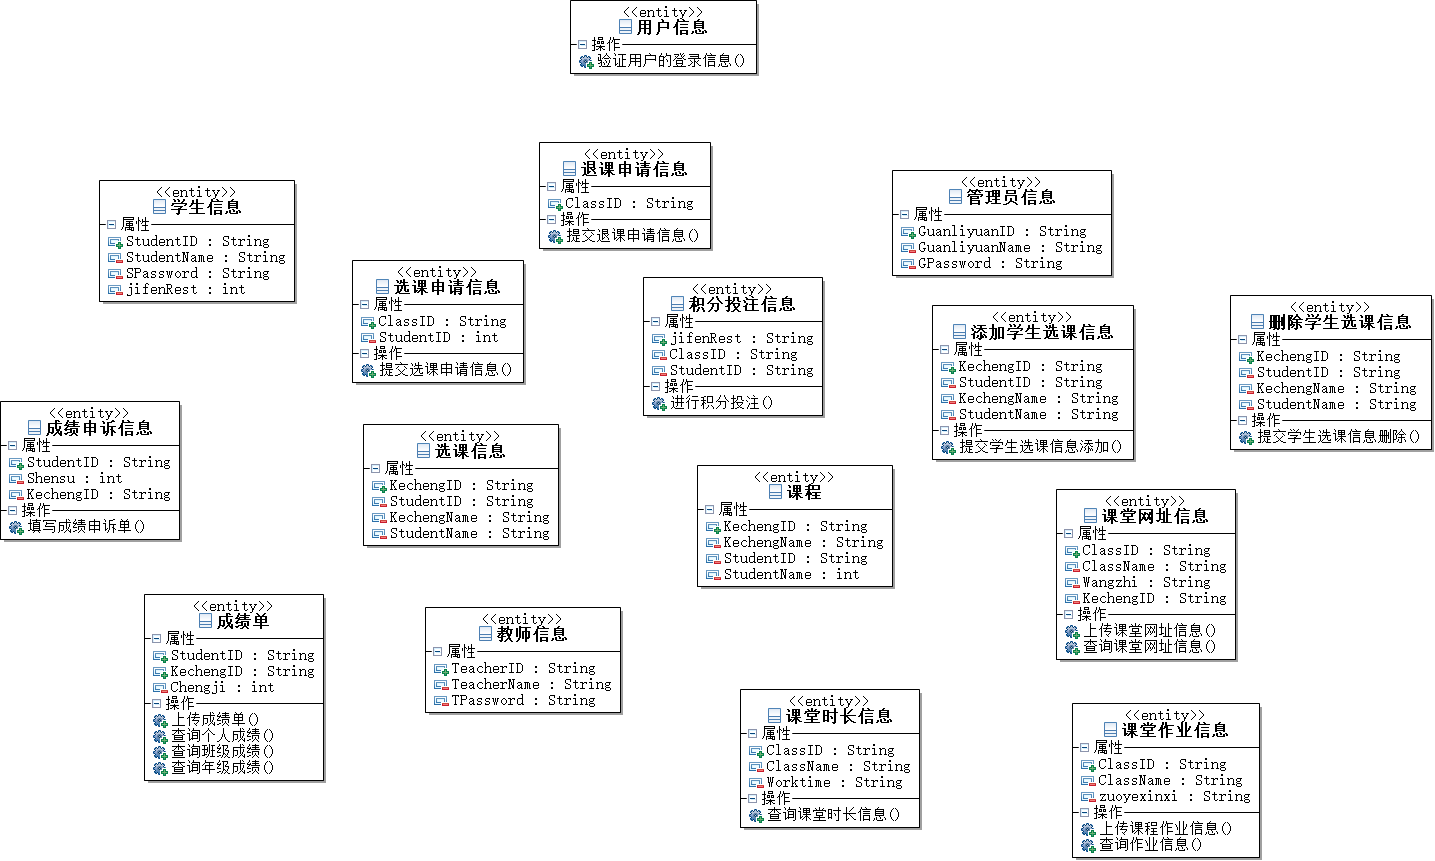 <<entity>>
用户信息
操作
验证用户的登录信息()
<<entity>>
退课申请信息
属性
ClassID : String
操作
提交退课申请信息()
<<entity>>
管理员信息
属性
GuanliyuanID : String
GuanliyuanName : String
GPassword : String
<<entity>>
学生信息
属性
StudentID : String
StudentName : String
SPassword : String
jifenRest : int
<<entity>>
选课申请信息
属性
ClassID : String
StudentID : int
操作
提交选课申请信息()
<<entity>>
积分投注信息
属性
jifenRest : String
ClassID : String
StudentID : String
操作
进行积分投注()
<<entity>>
添加学生选课信息
属性
KechengID : String
StudentID : String
KechengName : String
StudentName : String
操作
提交学生选课信息添加()
<<entity>>
删除学生选课信息
属性
KechengID : String
StudentID : String
KechengName : String
StudentName : String
操作
提交学生选课信息删除()
<<entity>>
成绩申诉信息
属性
StudentID : String
Shensu : int
KechengID : String
操作
填写成绩申诉单()
<<entity>>
选课信息
属性
KechengID : String
StudentID : String
KechengName : String
StudentName : String
<<entity>>
课程
属性
KechengID : String
KechengName : String
StudentID : String
StudentName : int
<<entity>>
课堂网址信息
属性
ClassID : String
ClassName : String
Wangzhi : String
KechengID : String
操作
上传课堂网址信息()
查询课堂网址信息()
<<entity>>
成绩单
属性
StudentID : String
KechengID : String
Chengji : int
操作
上传成绩单()
查询个人成绩()
查询班级成绩()
查询年级成绩()
<<entity>>
教师信息
属性
TeacherID : String
TeacherName : String
TPassword : String
<<entity>>
课堂时长信息
属性
ClassID : String
ClassName : String
Worktime : String
操作
查询课堂时长信息()
<<entity>>
课堂作业信息
属性
ClassID : String
ClassName : String
zuoyexinxi : String
操作
上传课程作业信息()
查询作业信息()